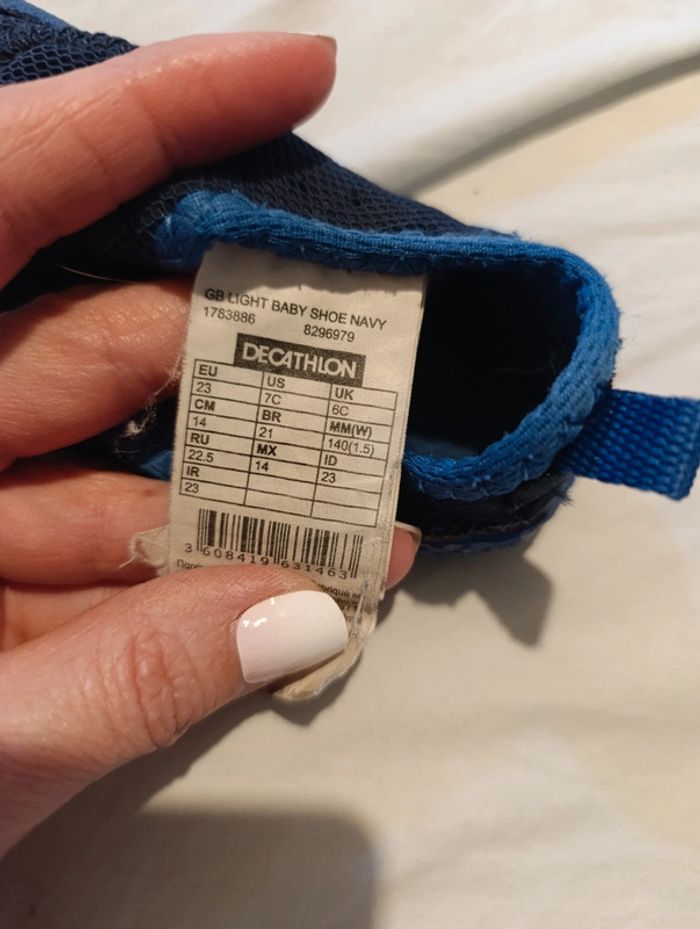 GB LIGHT BABY SHOE NAVY
1783886 8296979
DECATHLON
EU US UK
23 7C 6C
CM BR MM(W)
14 21 140(1.5)
RU MX ID
22.5 14 23
IR
23
3 608419 631463